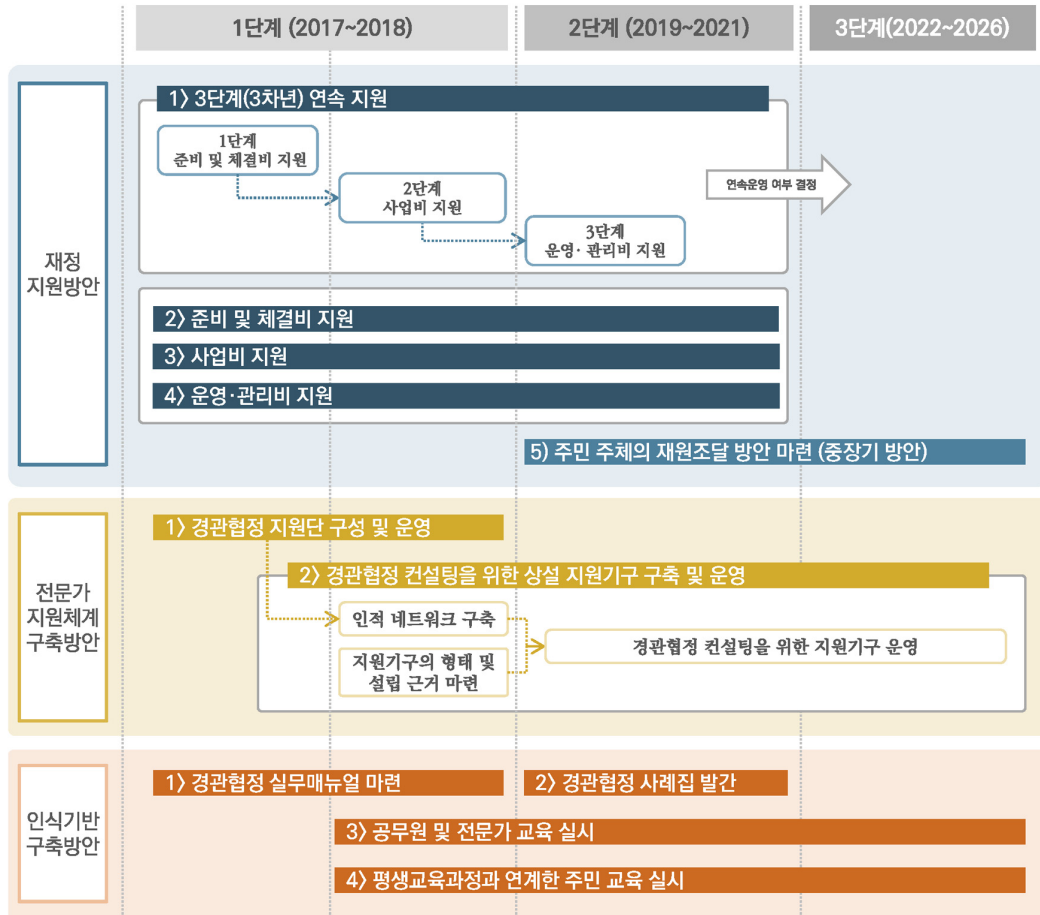 1단계 (2017~2018)
2단계 (2019~2021)
3단계(2022~2026)
재정
지원방안
1〉 3단계(3차년) 연속 지원
1단계
준비 및 체결비 지원
2단계
사업비 지원
3단계
운영· 관리비 지원
연속운영 여부 결정
2〉 준비 및 체결비 지원
3〉 사업비 지원
4〉 운영·관리비 지원
5) 주민 주체의 재원조달 방안 마련 (중장기 방안)
전문가
지원체계
구축방안
1〉 경관협정 지원단 구성 및 운영
2〉 경관협정 컨설팅을 위한 상설 지원기구 구축 및 운영
인적 네트워크 구축
지원기구의 형태 및
설립 근거 마련
경관협정 컨설팅을 위한 지원기구 운영
인식기반
구축방안
1〉 경관협정 실무매뉴얼 마련
2〉 경관협정 사례집 발간
3〉 공무원 및 전문가 교육 실시
4〉 평생교육과정과 연계한 주민 교육 실시